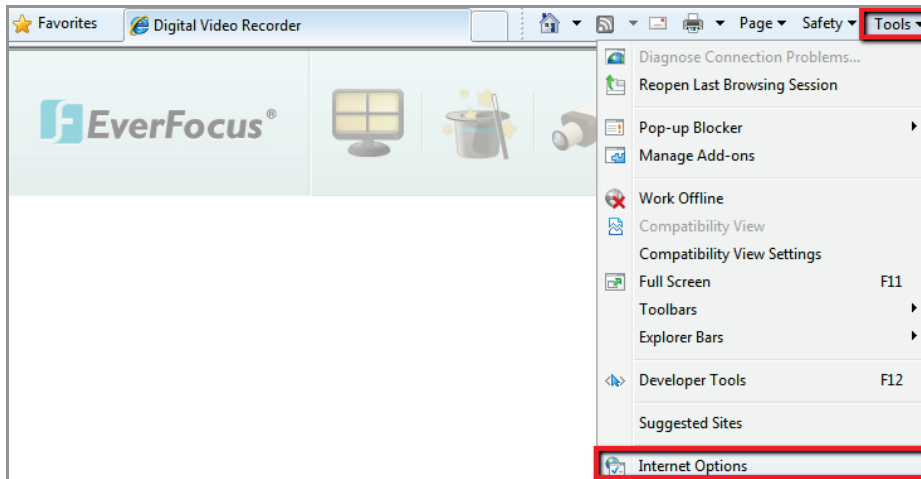 Favorites
Digital Video Recorder
Page
Safety
Tools
EverFocus®
Diagnose Connection Problems...
Reopen Last Browsing Session
Pop-up Blocker
Manage Add-ons
Work Offline
Compatibility View
Compatibility View Settings
Full Screen F11
Toolbars
Explorer Bars
Developer Tools F12
Suggested Sites
Internet Options